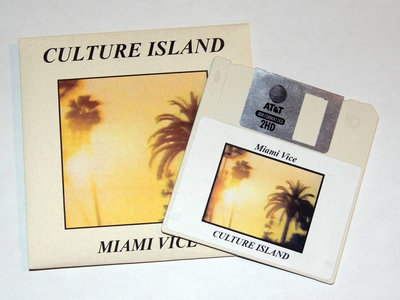 CULTURE ISLAND
MIAMI VICE
AT&T
2HD
Miami Vice
CULTURE ISLAND